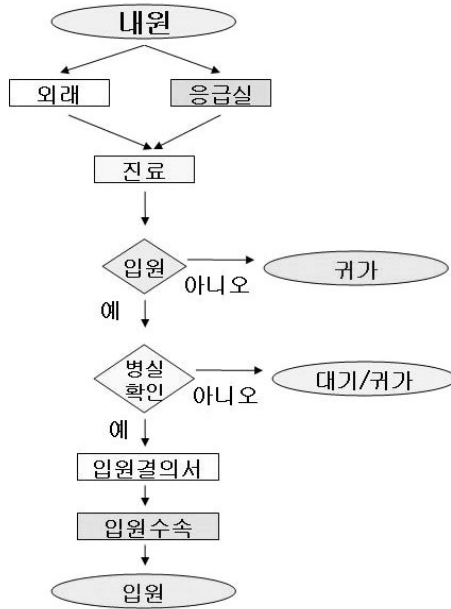 내원
외래
응급실
진료
입원
아니오
귀가
예
병실
확인
아니오
대기/귀가
예
입원결의서
입원수속
입원